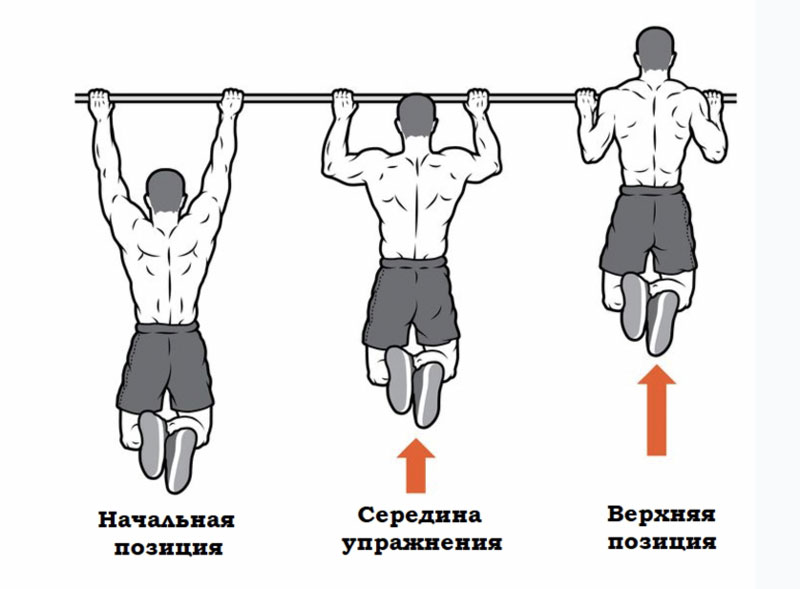 Начальная
позиция
Середина
упражнения
Верхняя
позиция